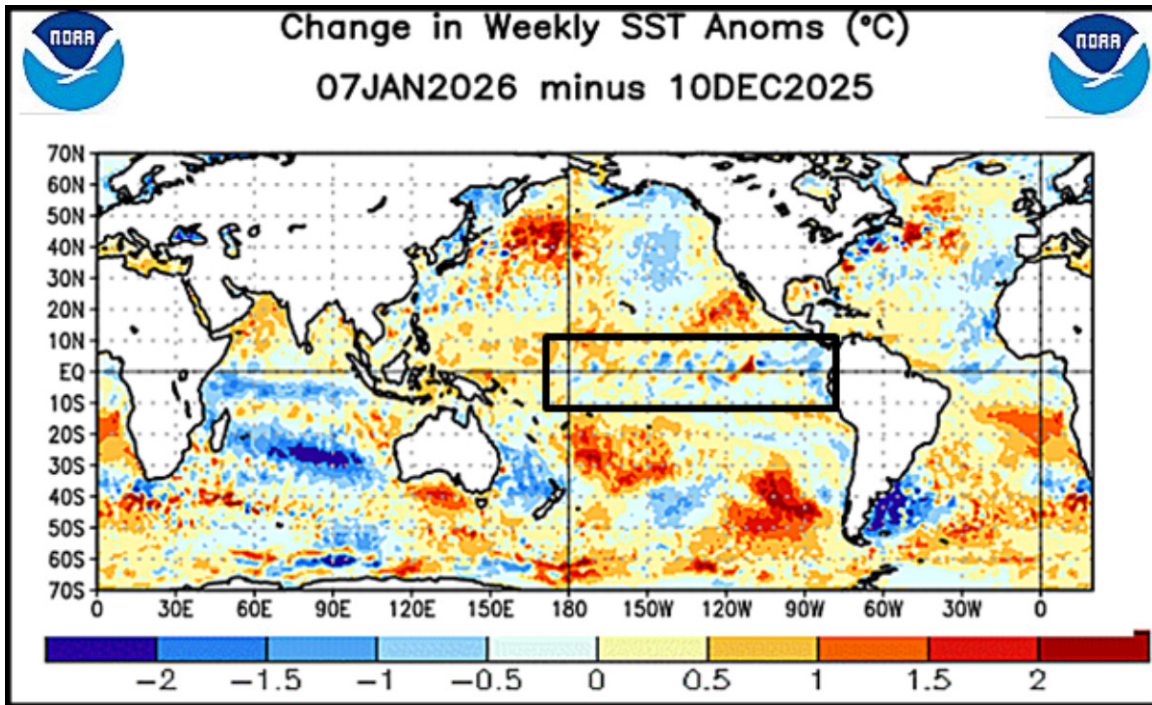 NOAA
NOAA
Change in Weekly SST Anoms (°C)
07JAN2026 minus 10DEC2025
70N
60N
50N
40N
30N
20N
10N
EQ
10S
20S
30S
40S
50S
60S
70S
0 30E 60E 90E 120E 150E 180 150W 120W 90W 60W 30W 0
-2 -1.5 -1 -0.5 0 0.5 1 1.5 2